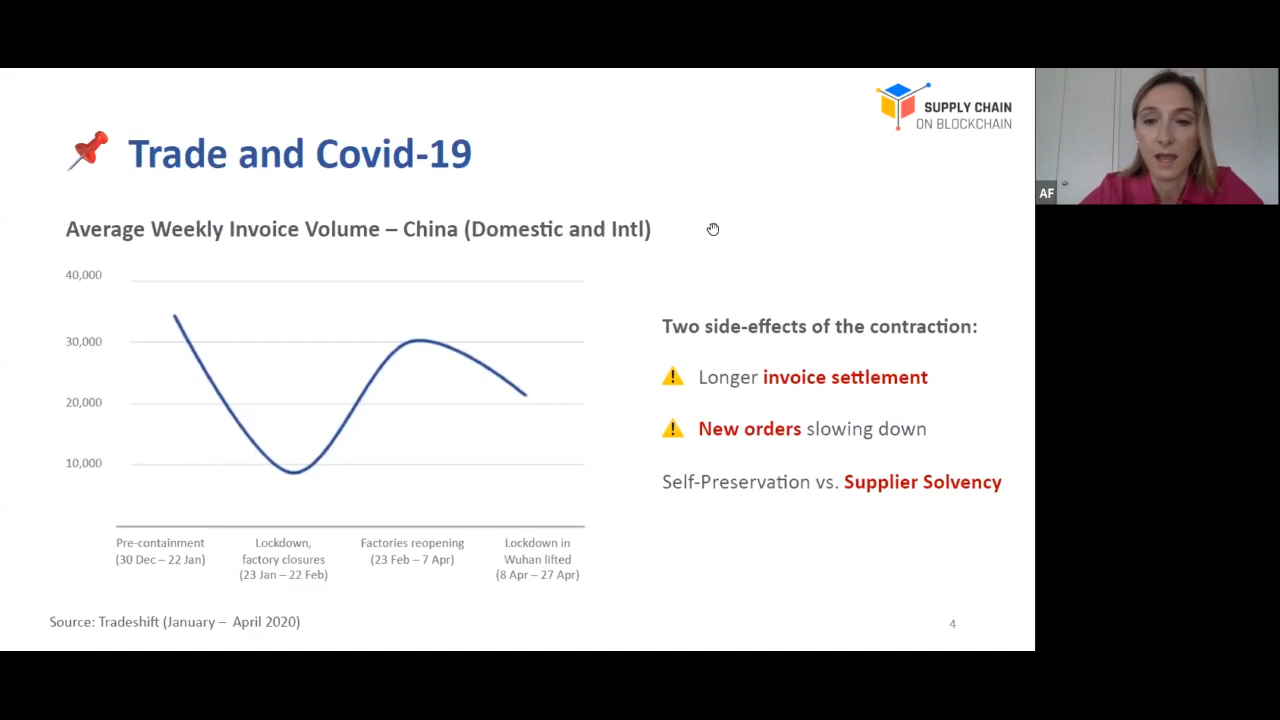 SUPPLY CHAIN
ON BLOCKCHAIN
AF
Trade and Covid-19
Average Weekly Invoice Volume – China (Domestic and Intl)
40,000
30,000
20,000
10,000
Pre-containment
(30 Dec – 22 Jan)
Lockdown,
factory closures
(23 Jan – 22 Feb)
Factories reopening
(23 Feb – 7 Apr)
Lockdown in
Wuhan lifted
(8 Apr – 27 Apr)
Two side-effects of the contraction:
Longer invoice settlement
New orders slowing down
Self-Preservation vs. Supplier Solvency
Source: Tradeshift (January – April 2020)
4